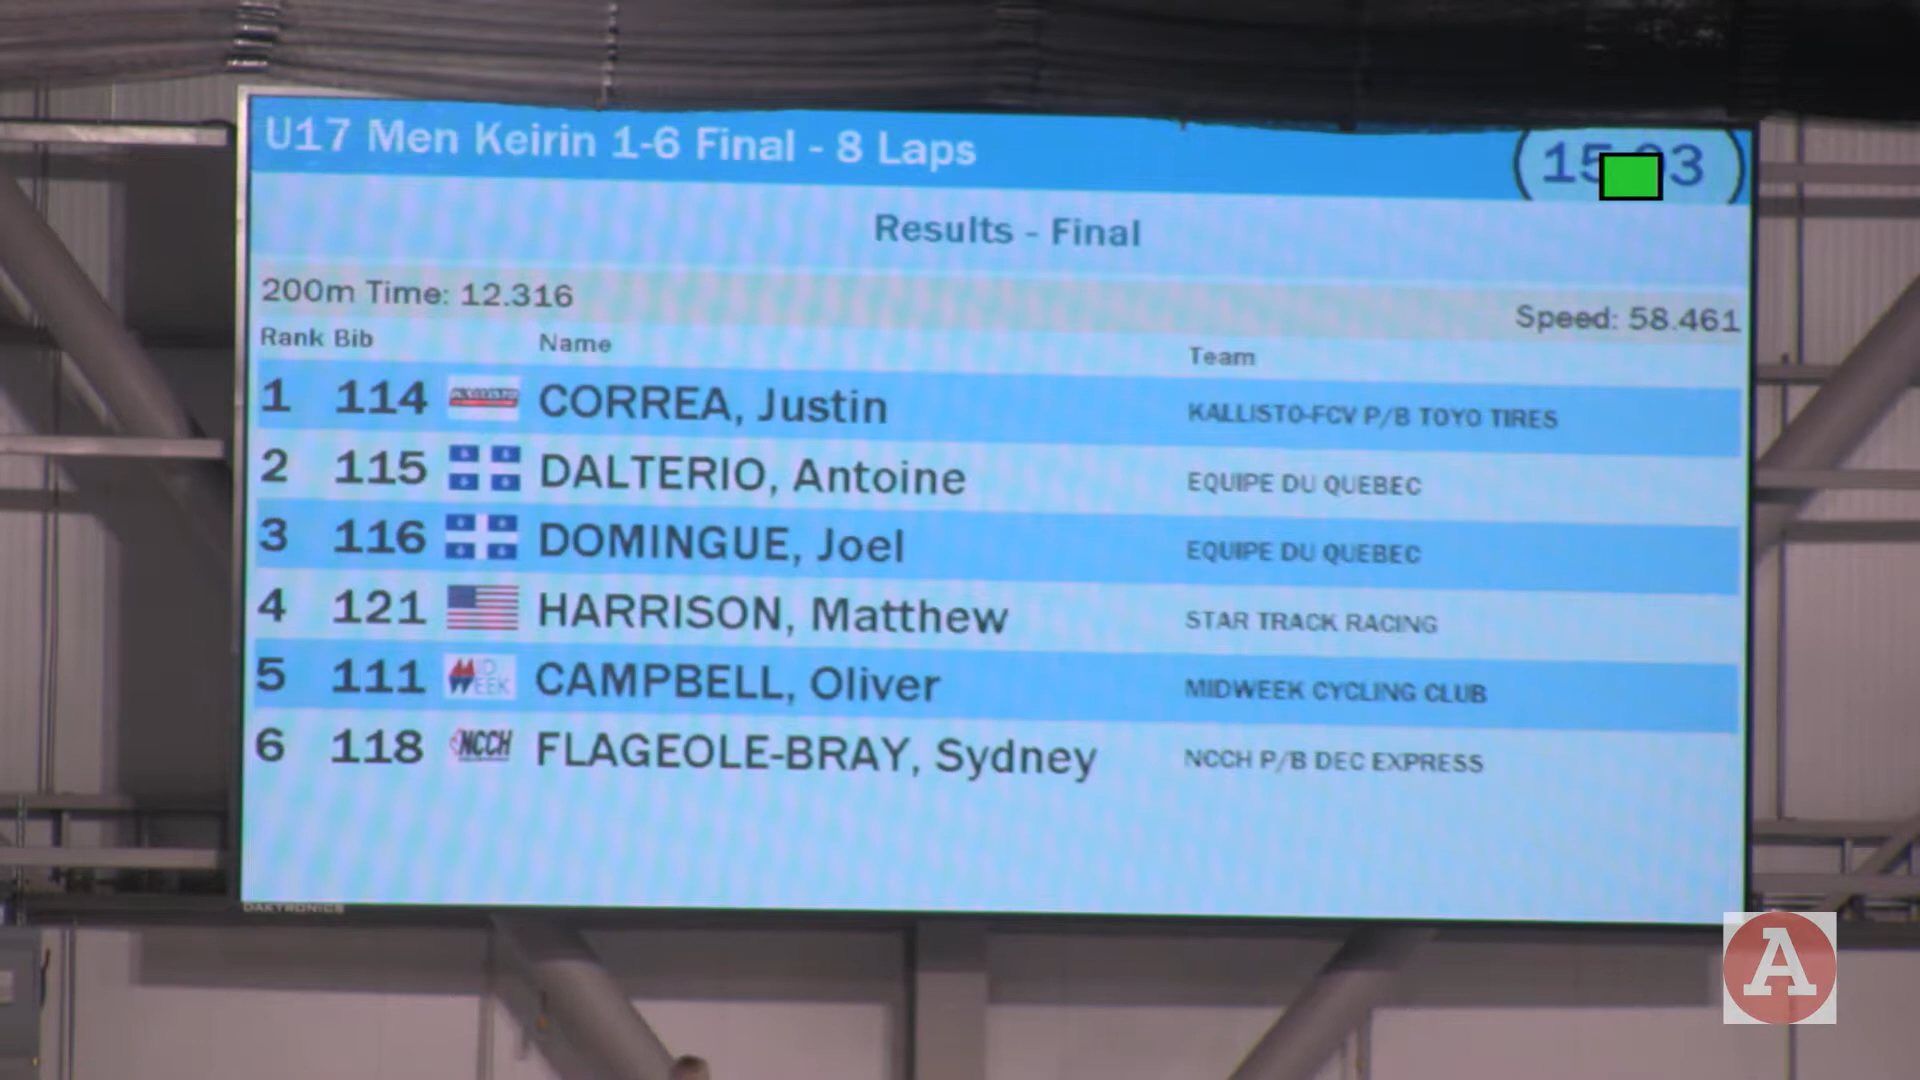 U17 Men Keirin 1-6 Final - 8 Laps
Results - Final
200m Time: 12.316 Speed: 58.461
Rank Bib Name Team
1 114 CORREA, Justin KALLISTO-FCV P/B TOYO TIRES
2 115 DALTERIO, Antoine EQUIPE DU QUEBEC
3 116 DOMINGUE, Joel EQUIPE DU QUEBEC
4 121 HARRISON, Matthew STAR TRACK RACING
5 111 MID WEEK CAMPBELL, Oliver MIDWEEK CYCLING CLUB
6 118 NCCH FLAGEOLE-BRAY, Sydney NCCH P/B DEC EXPRESS
DAKTRONICS
A